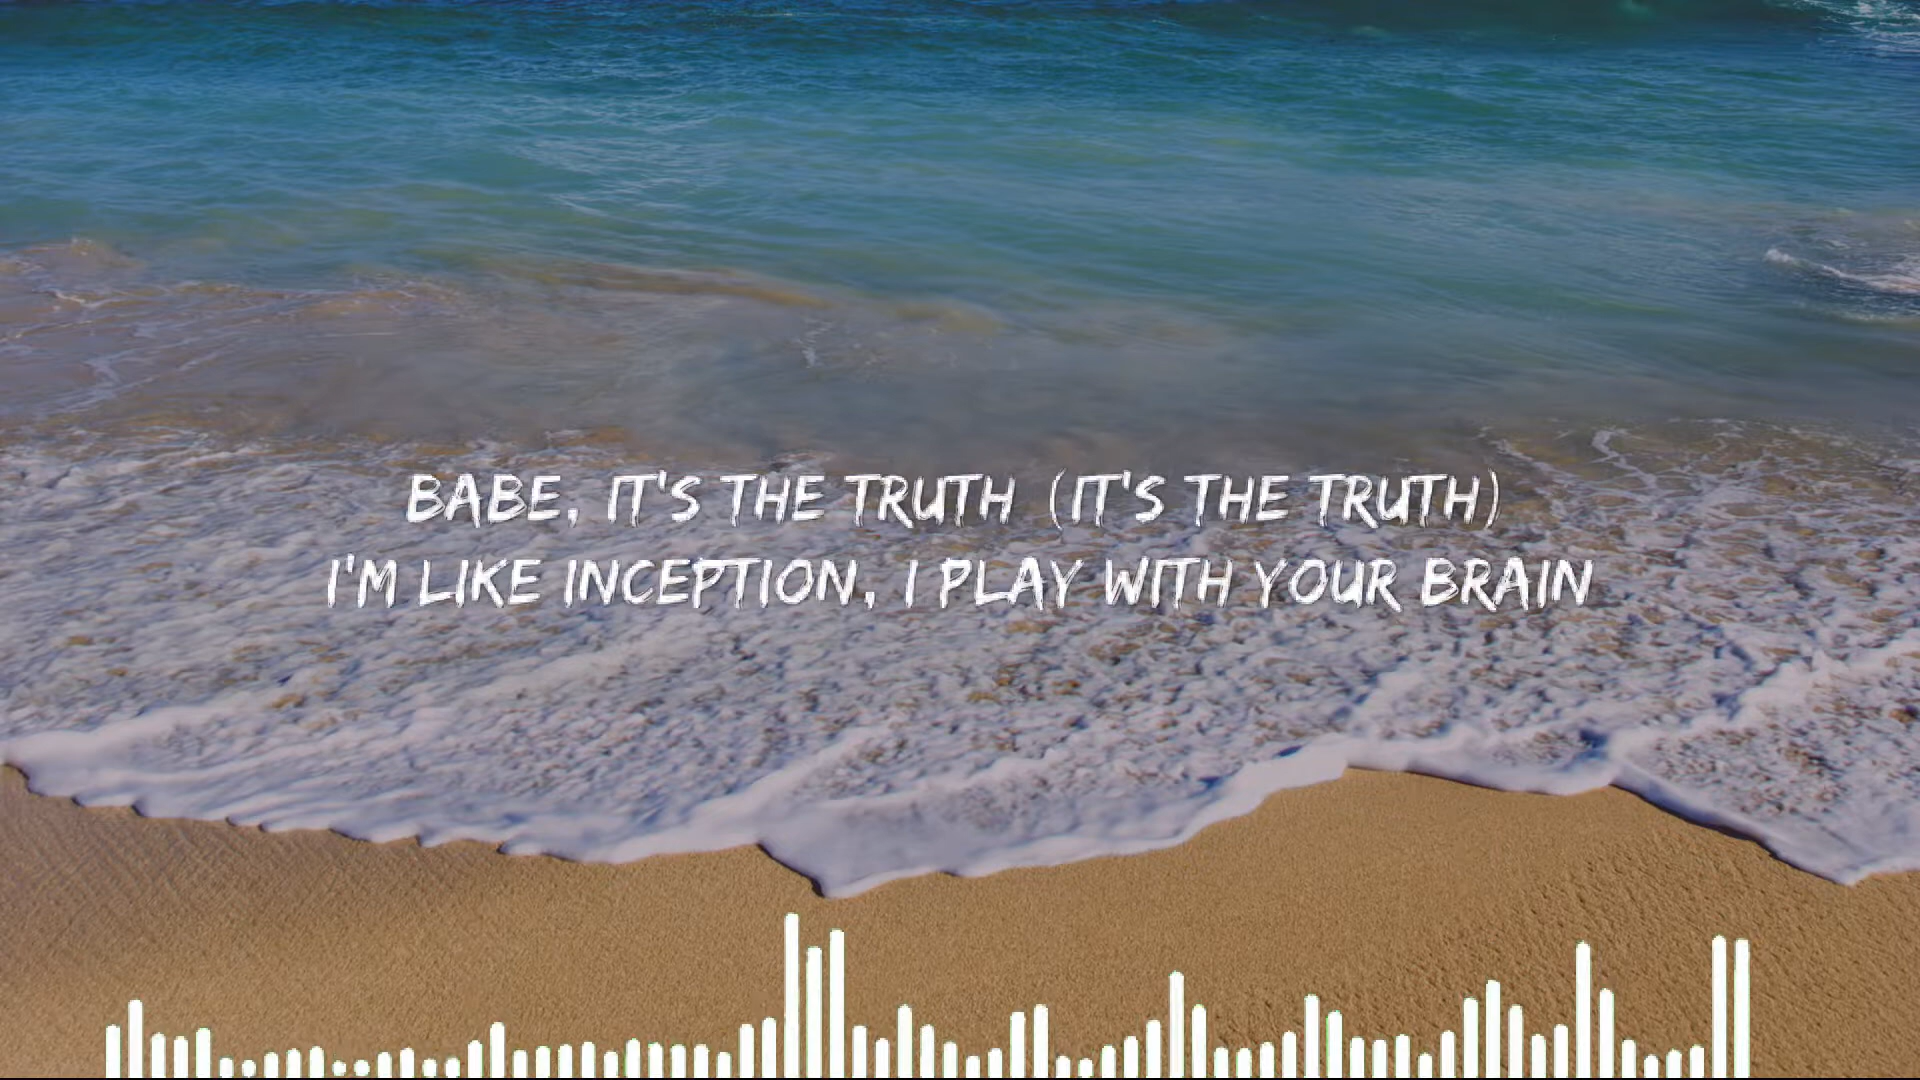 BABE, IT'S THE TRUTH (IT'S THE TRUTH)
I'M LIKE INCEPTION, I PLAY WITH YOUR BRAIN